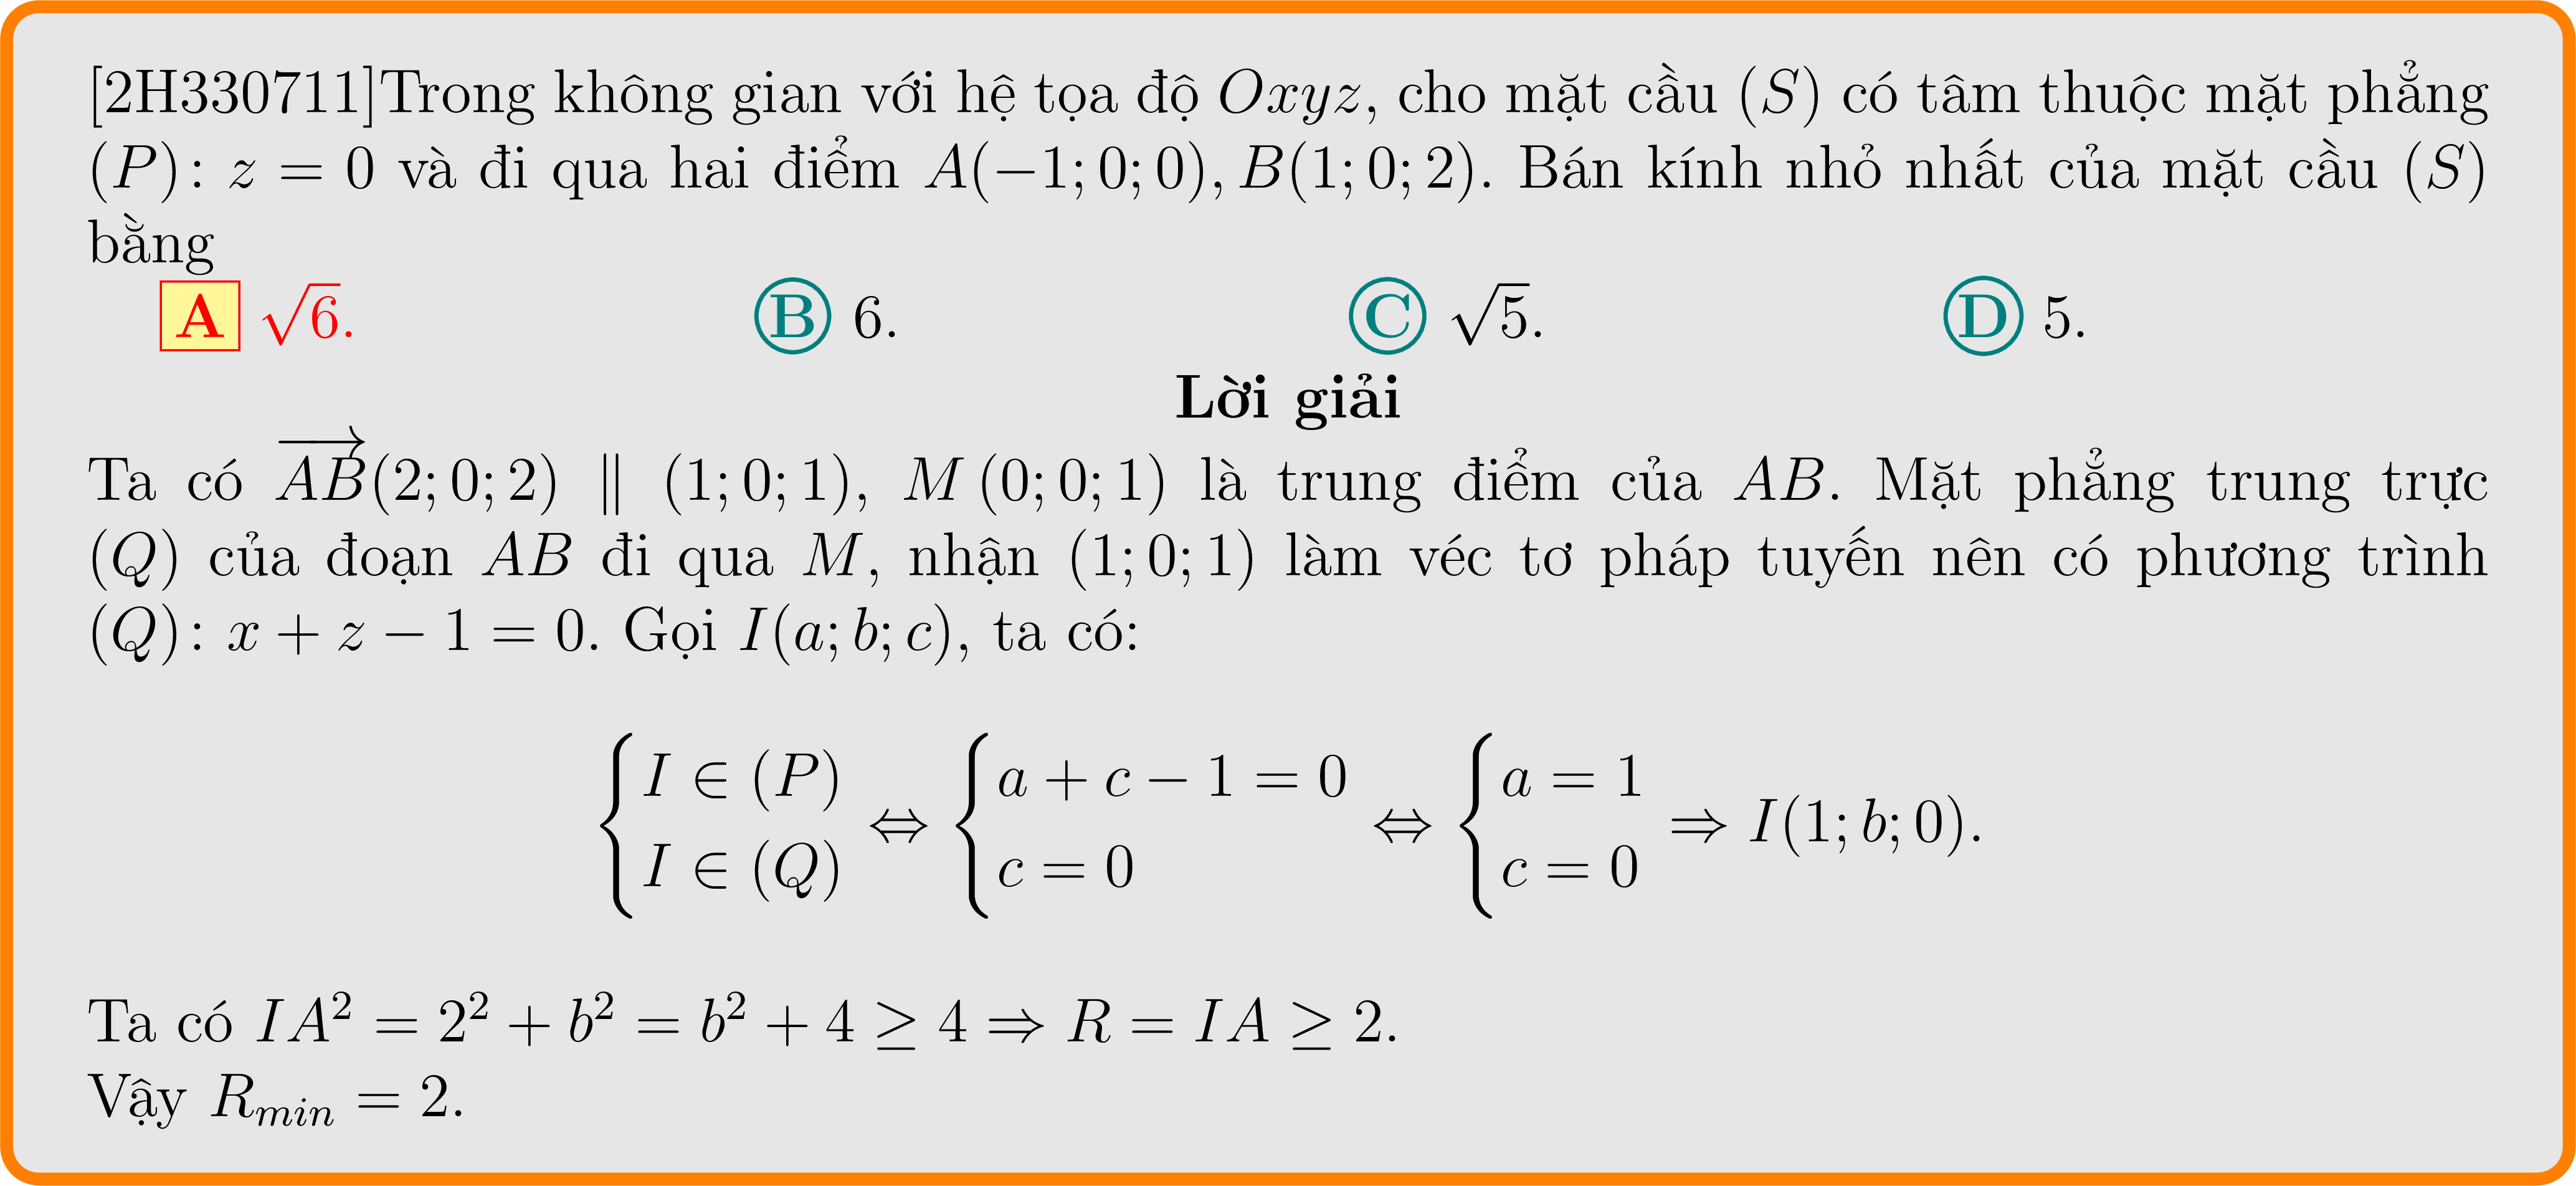 [2H330711]Trong không gian với hệ tọa độ $Oxyz$, cho mặt cầu $(S)$ có tâm thuộc mặt phẳng
$(P)\colon z = 0$ và đi qua hai điểm $A(-1; 0; 0), B(1; 0; 2)$. Bán kính nhỏ nhất của mặt cầu $(S)$
bằng
A $\sqrt{6}$. B 6. C $\sqrt{5}$. D 5.
Lời giải
Ta có $\overrightarrow{AB}(2; 0; 2) \parallel (1; 0; 1)$, $M(0; 0; 1)$ là trung điểm của $AB$. Mặt phẳng trung trực
$(Q)$ của đoạn $AB$ đi qua $M$, nhận $(1; 0; 1)$ làm véc tơ pháp tuyến nên có phương trình
$(Q)\colon x + z - 1 = 0$. Gọi $I(a; b; c)$, ta có:
$\begin{cases} I \in (P) \\ I \in (Q) \end{cases} \Leftrightarrow \begin{cases} a + c - 1 = 0 \\ c = 0 \end{cases} \Leftrightarrow \begin{cases} a = 1 \\ c = 0 \end{cases} \Rightarrow I(1; b; 0).$
Ta có $IA^2 = 2^2 + b^2 = b^2 + 4 \geq 4 \Rightarrow R = IA \geq 2$.
Vậy $R_{min} = 2$.